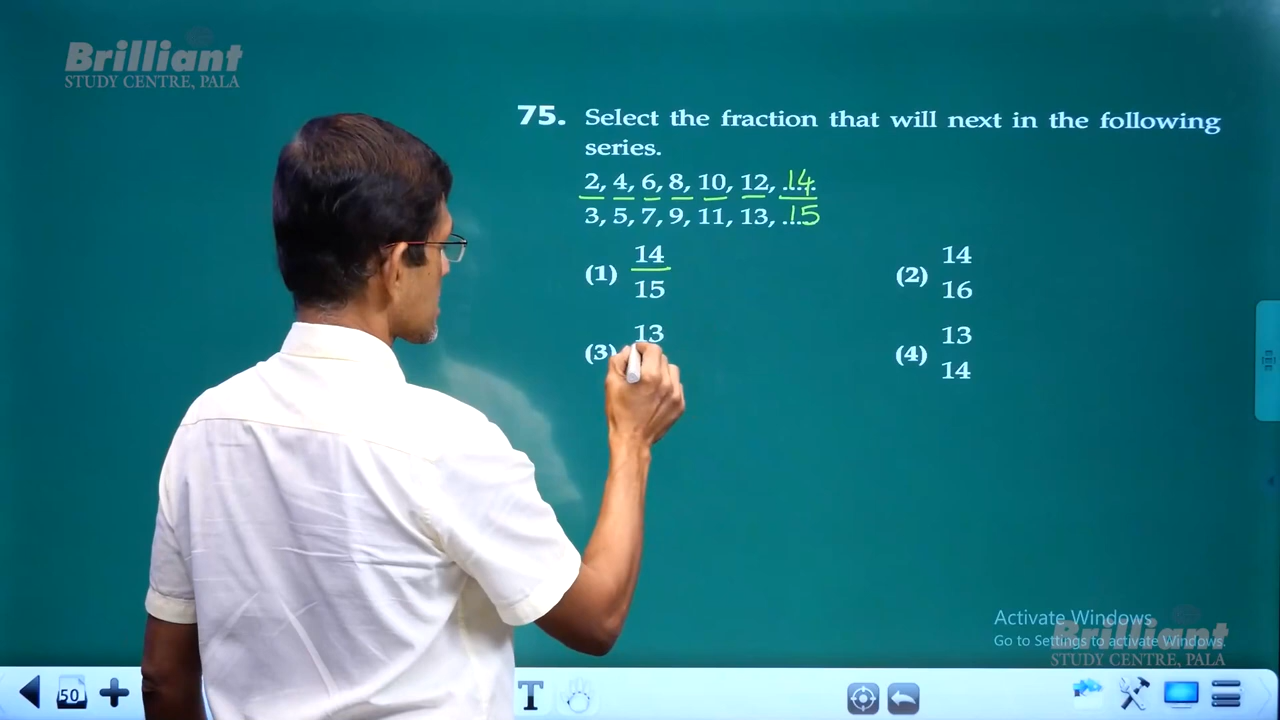 Brilliant
STUDY CENTRE, PALA
75. Select the fraction that will next in the following
series.
2, 4, 6, 8, 10, 12, 14
3, 5, 7, 9, 11, 13, 15
(1) 14
15
(2) 14
16
(3) 13
(4) 13
14
Activate Windows
Go to Settings to activate Windows.
Brilliant
STUDY CENTRE, PALA
50
T